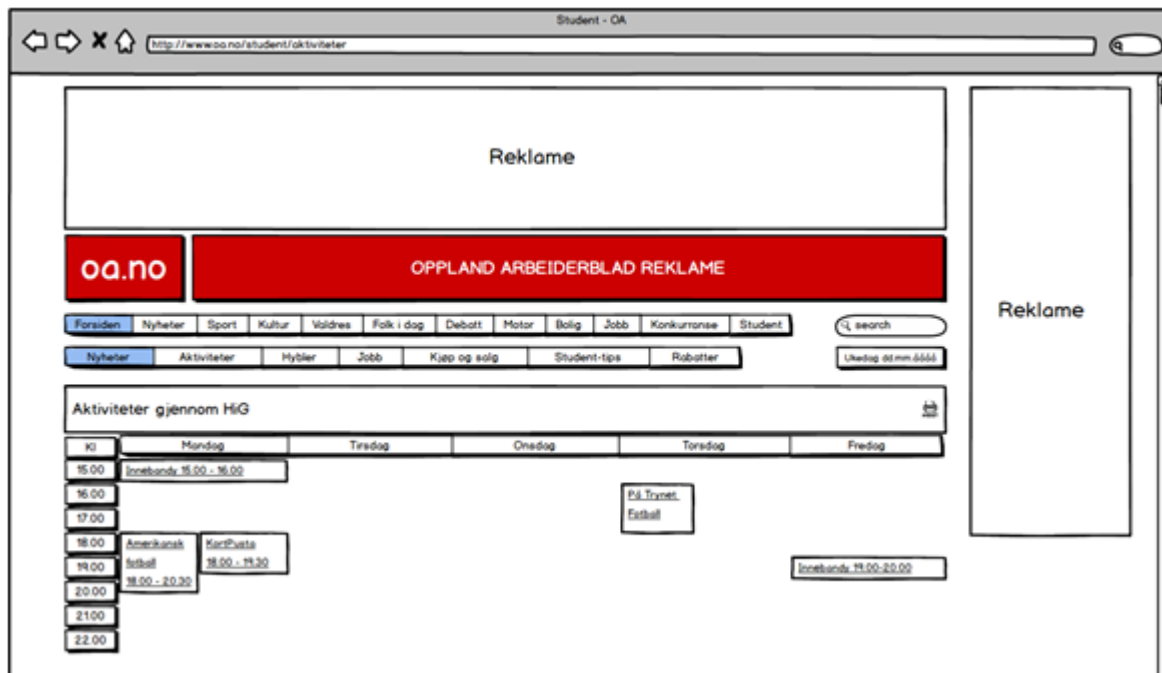 Student - OA
http://www.oa.no/student/aktiviteter
Reklame
Reklame
oa.no
OPPLAND ARBEIDERBLAD REKLAME
Forsiden Nyheter Sport Kultur Valdres Folk i dag Debatt Motor Bolig Jobb Konkurranse Student
search
Nyheter Aktiviteter Hybler Jobb Kjøp og salg Student-tips Rabatter
Ukedag dd.mm.åååå
Aktiviteter gjennom HiG
Kl Mandag Tirsdag Onsdag Torsdag Fredag
15.00 Innebandy 15.00 - 16.00
16.00 På Trynet
17.00 Fotball
18.00 Amerikansk KortPusta
19.00 fotball 18.00 - 19.30 Innebandy 19.00-20.00
18.00 - 20.30
20.00
21.00
22.00